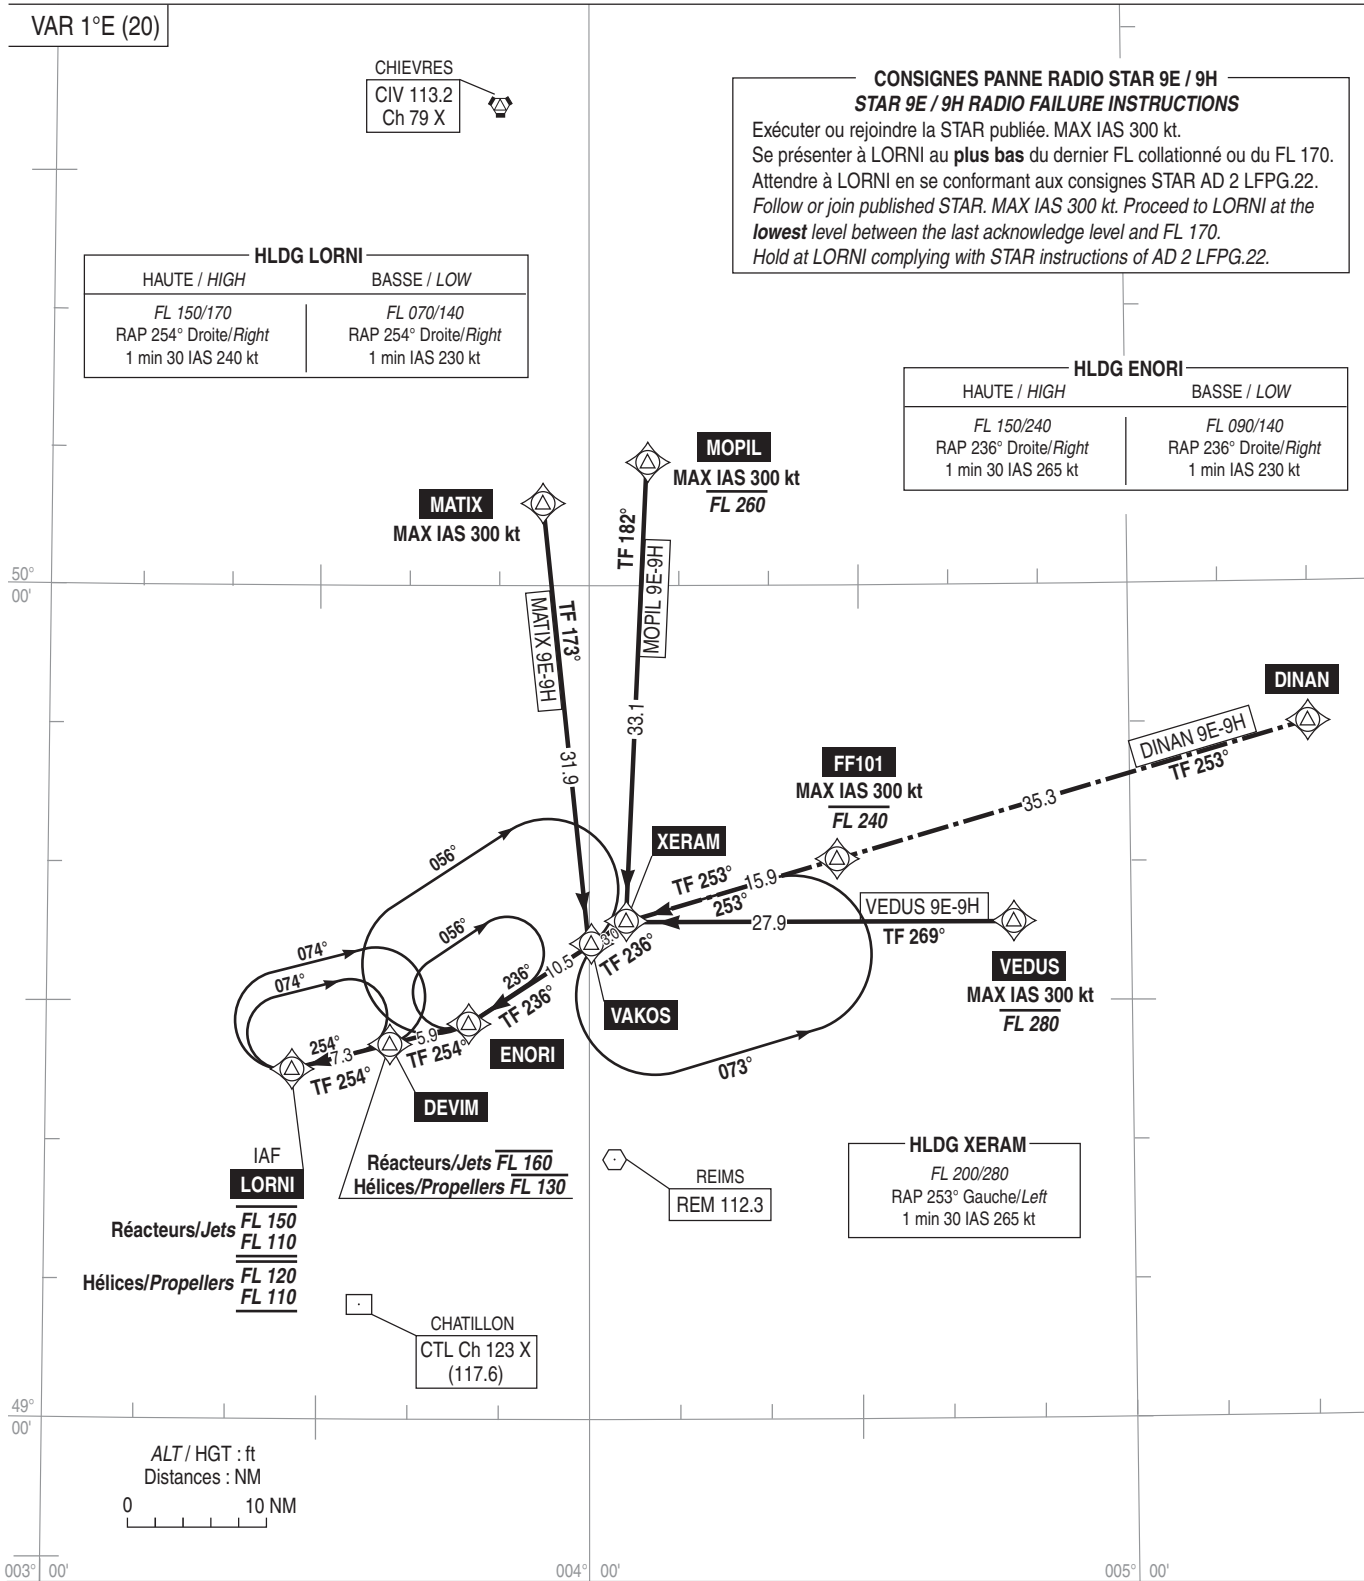 VAR 1°E (20)
CHIEVRES
CIV 113.2
Ch 79 X
CONSIGNES PANNE RADIO STAR 9E / 9H
STAR 9E / 9H RADIO FAILURE INSTRUCTIONS
Exécuter ou rejoindre la STAR publiée. MAX IAS 300 kt.
Se présenter à LORNI au plus bas du dernier FL collationné ou du FL 170.
Attendre à LORNI en se conformant aux consignes STAR AD 2 LFPG.22.
Follow or join published STAR. MAX IAS 300 kt. Proceed to LORNI at the
lowest level between the last acknowledge level and FL 170.
Hold at LORNI complying with STAR instructions of AD 2 LFPG.22.
HLDG LORNI
HAUTE / HIGH
FL 150/170
RAP 254° Droite/Right
1 min 30 IAS 240 kt
BASSE / LOW
FL 070/140
RAP 254° Droite/Right
1 min IAS 230 kt
HLDG ENORI
HAUTE / HIGH
FL 150/240
RAP 236° Droite/Right
1 min 30 IAS 265 kt
BASSE / LOW
FL 090/140
RAP 236° Droite/Right
1 min IAS 230 kt
MOPIL
MAX IAS 300 kt
FL 260
MATIX
MAX IAS 300 kt
TF 182°
MOPIL 9E-9H
33.1
50°
00'
TF 173°
MATIX 9E-9H
31.9
DINAN
DINAN 9E-9H
TF 253°
35.3
FF101
MAX IAS 300 kt
FL 240
XERAM
TF 253°
15.9
253°
VEDUS 9E-9H
27.9
TF 269°
VEDUS
MAX IAS 300 kt
FL 280
056°
056°
074°
074°
3.0
TF 236°
VAKOS
10.5
236°
TF 236°
ENORI
5.9
TF 254°
254°
7.3
TF 254°
DEVIM
073°
Réacteurs/Jets FL 160
Hélices/Propellers FL 130
IAF
LORNI
Réacteurs/Jets FL 150
FL 110
Hélices/Propellers FL 120
FL 110
REIMS
REM 112.3
HLDG XERAM
FL 200/280
RAP 253° Gauche/Left
1 min 30 IAS 265 kt
CHATILLON
CTL Ch 123 X
(117.6)
49°
00'
ALT / HGT : ft
Distances : NM
0 10 NM
003° 00'
004° 00'
005° 00'